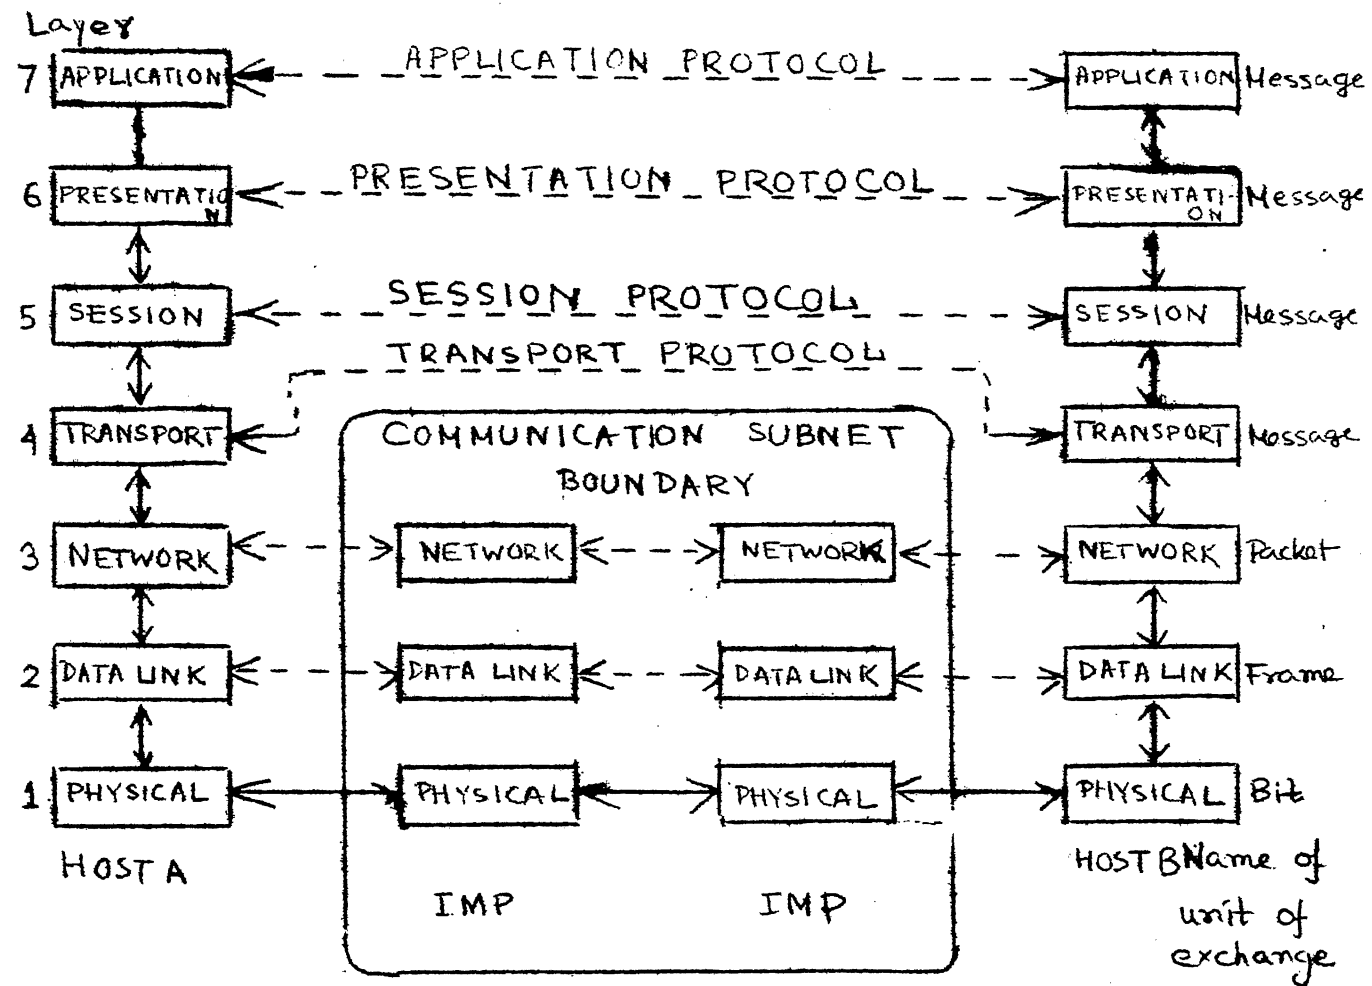 Layer
7 APPLICATION APPLICATION PROTOCOL APPLICATION Message
6 PRESENTATIO
N PRESENTATION PROTOCOL PRESENTATI-
ON Message
5 SESSION SESSION PROTOCOL SESSION Message
TRANSPORT PROTOCOL
4 TRANSPORT COMMUNICATION SUBNET TRANSPORT Message
BOUNDARY
3 NETWORK NETWORK NETWORK NETWORK Packet
2 DATA LINK DATA LINK DATA LINK DATA LINK Frame
1 PHYSICAL PHYSICAL PHYSICAL PHYSICAL Bit
HOST A HOST B Name of
IMP IMP unit of
exchange